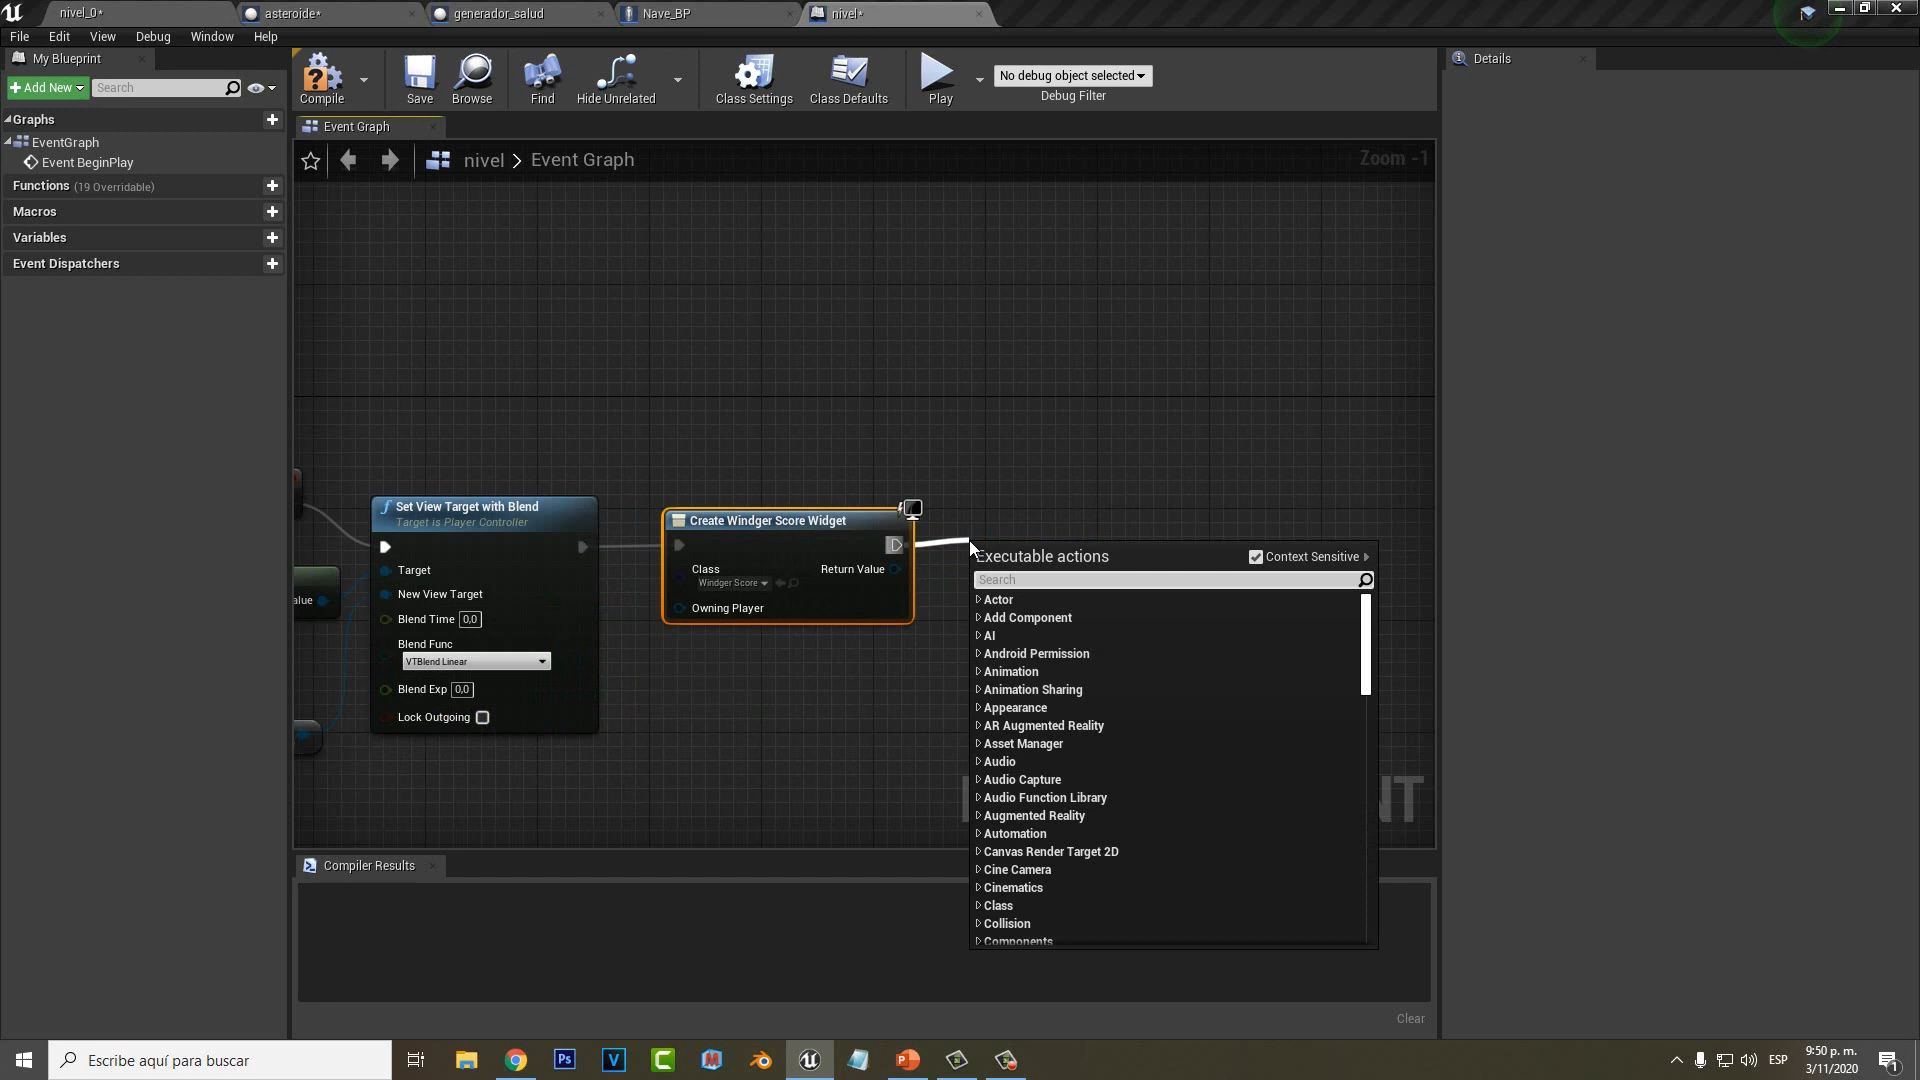 nivel_0*
asteroide*
generador_salud
Nave_BP
nivel*
File Edit View Debug Window Help
My Blueprint
Add New
Search
Graphs
EventGraph
Event BeginPlay
Functions (19 Overridable)
Macros
Variables
Event Dispatchers
Compile
Save
Browse
Find
Hide Unrelated
Class Settings
Class Defaults
Play
No debug object selected
Debug Filter
Details
Event Graph
nivel > Event Graph
Zoom -1
Set View Target with Blend
Target is Player Controller
Target
New View Target
Blend Time 0,0
Blend Func
VTBlend Linear
Blend Exp 0,0
Lock Outgoing
alue
Create Windger Score Widget
Class
Windger Score
Return Value
Owning Player
Executable actions
Context Sensitive
Search
Actor
Add Component
AI
Android Permission
Animation
Animation Sharing
Appearance
AR Augmented Reality
Asset Manager
Audio
Audio Capture
Audio Function Library
Augmented Reality
Automation
Canvas Render Target 2D
Cine Camera
Cinematics
Class
Collision
Components
NT
Compiler Results
Clear
Escribe aquí para buscar
Ps
V
C
ESP
9:50 p. m.
3/11/2020
1